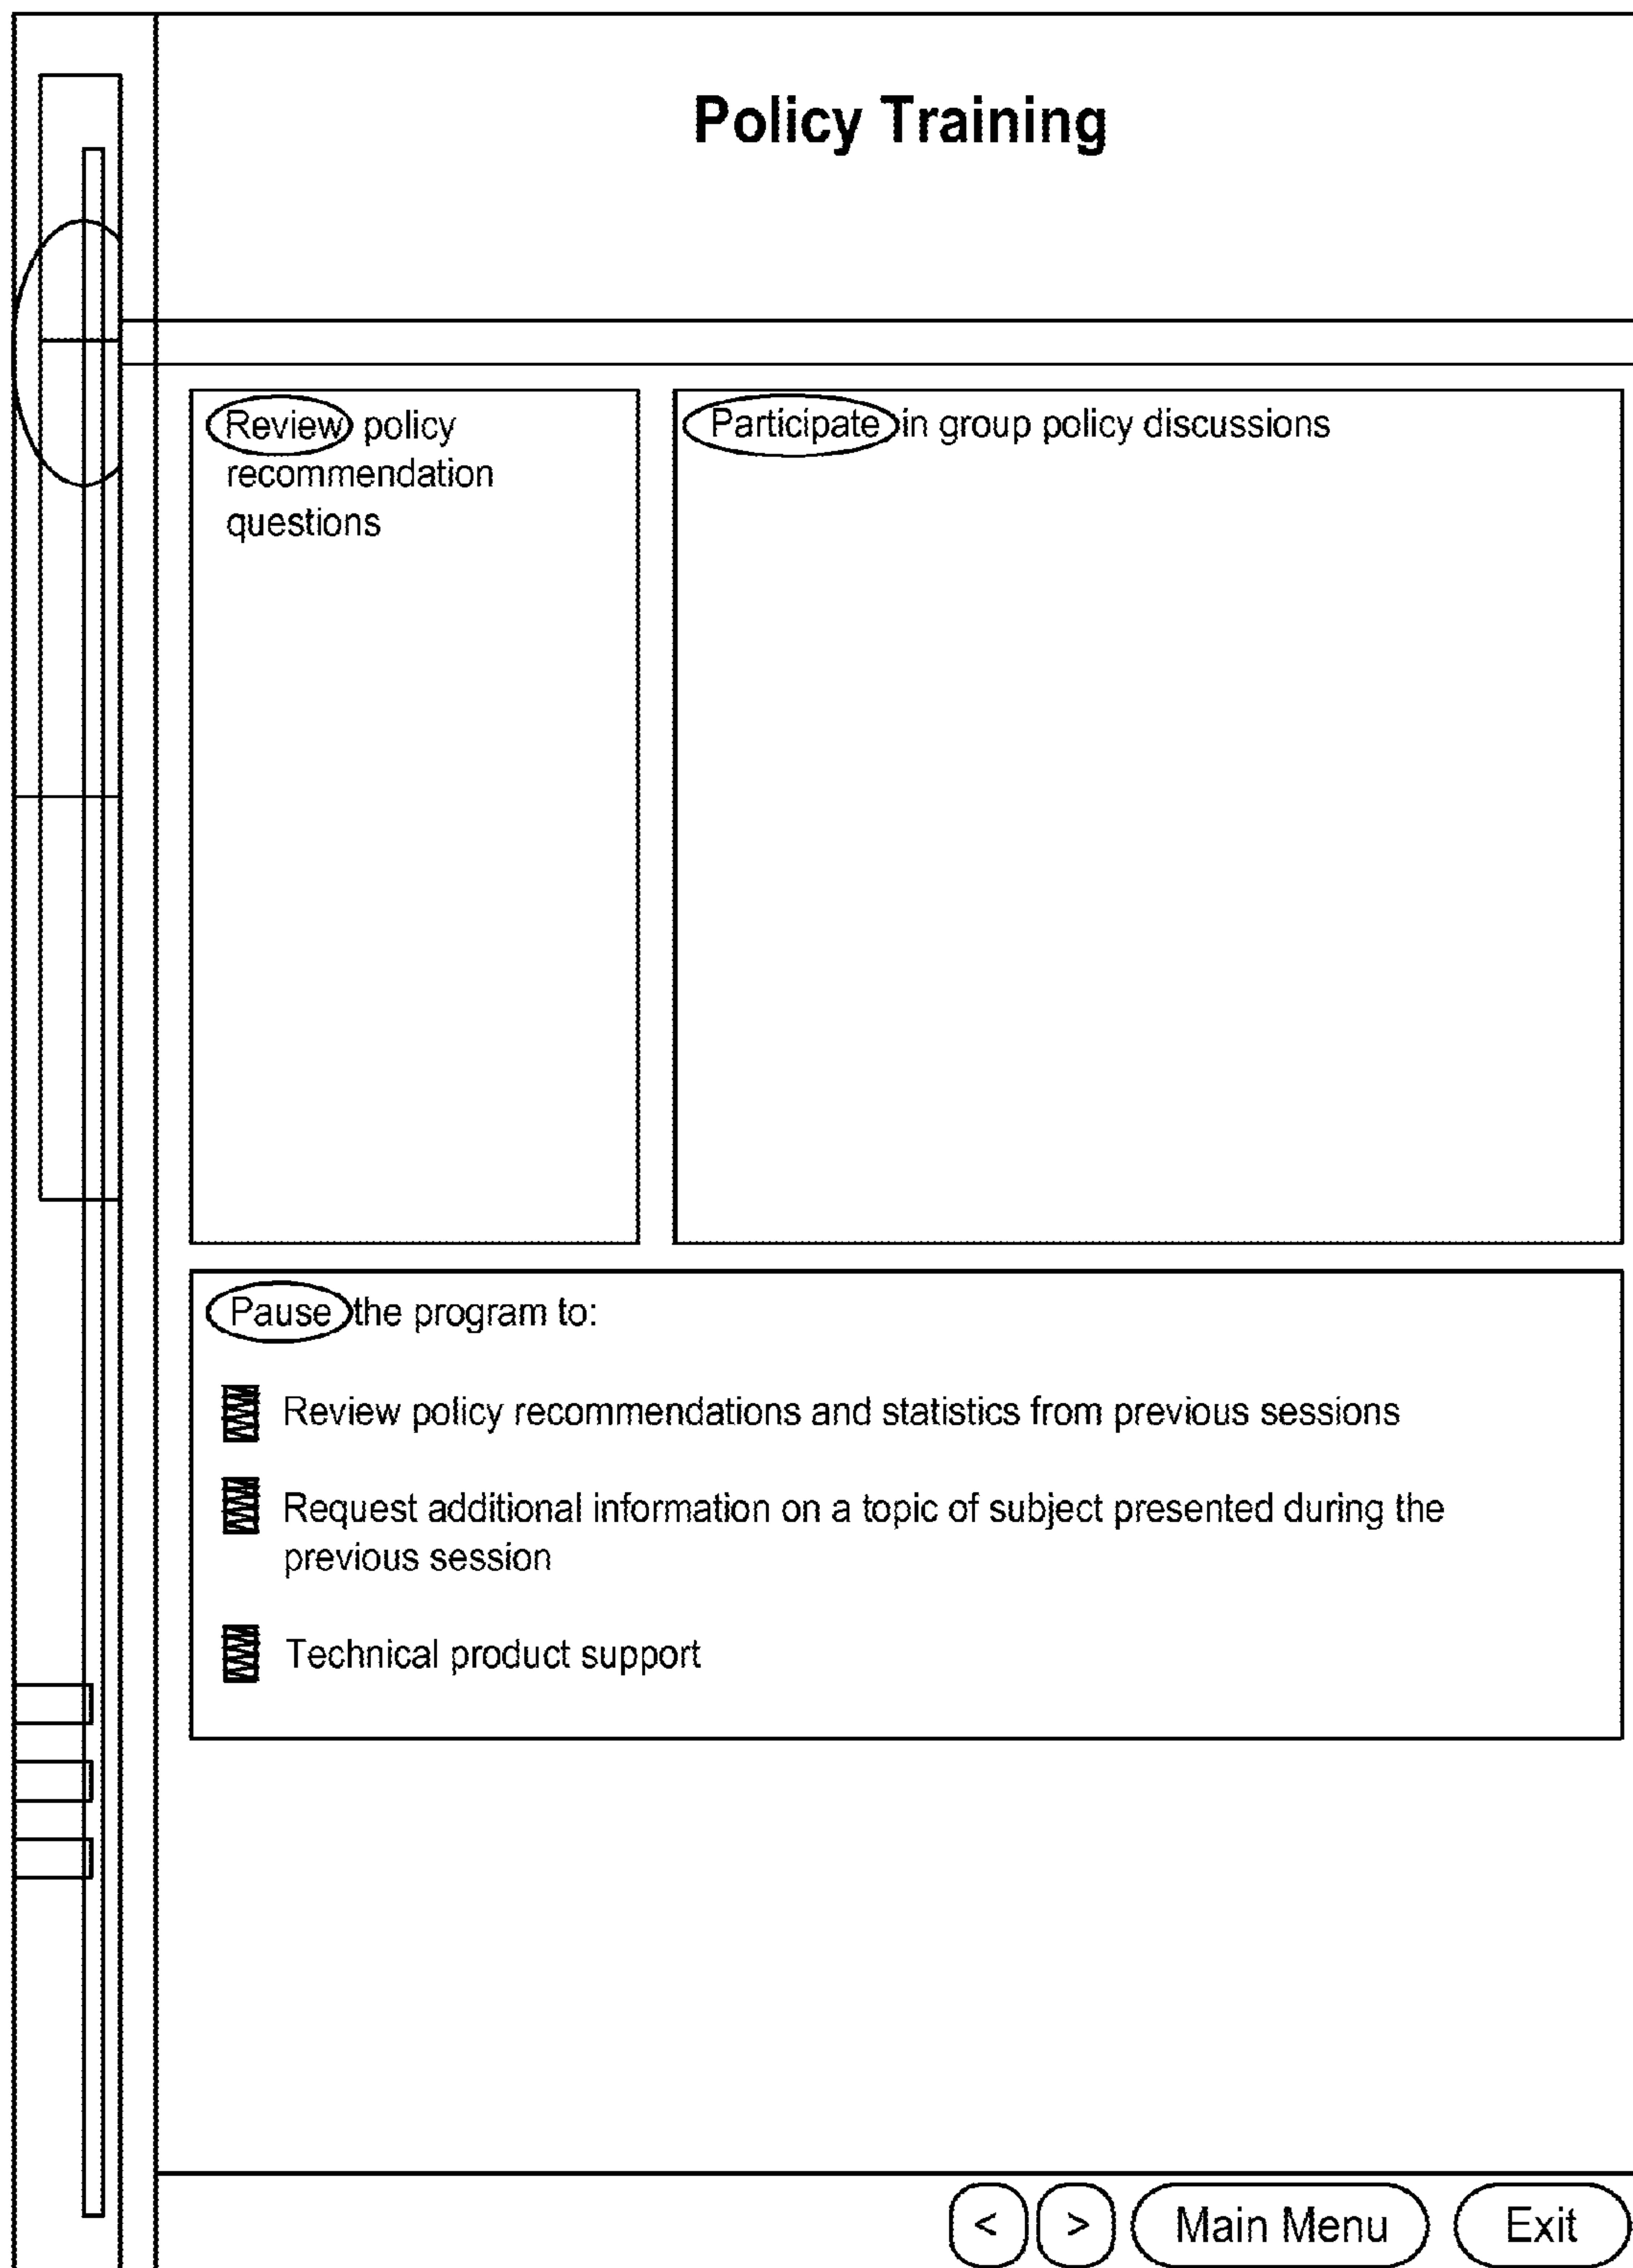 Policy Training
Review policy
recommendation
questions
Participate in group policy discussions
Pause the program to:
Review policy recommendations and statistics from previous sessions
Request additional information on a topic of subject presented during the
previous session
Technical product support
< > Main Menu Exit